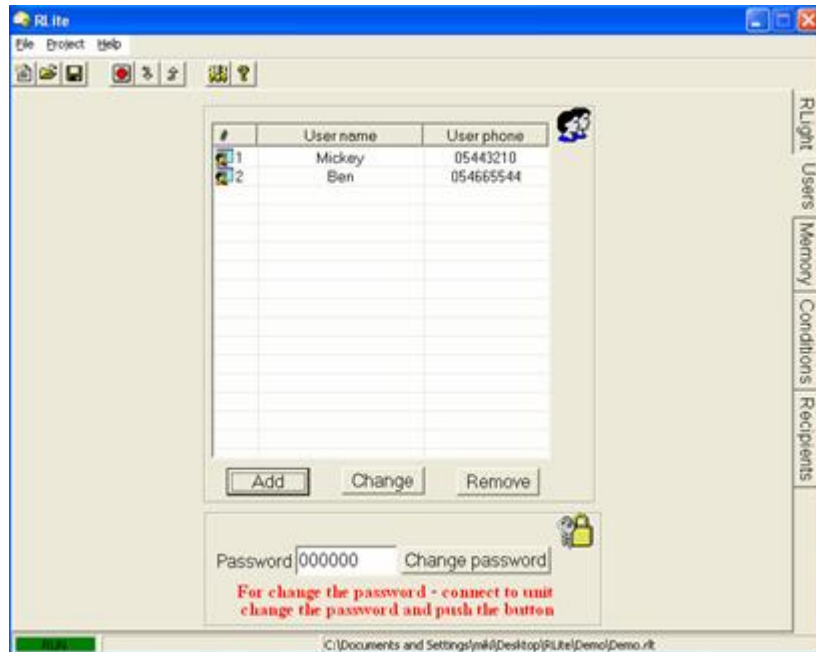 RLite
File Project Help
# User name User phone
1 Mickey 05443210
2 Ben 054665544
Add Change Remove
Password 000000 Change password
For change the password - connect to unit
change the password and push the button
RLight
Users
Memory
Conditions
Recipients
RUN C:\Documents and Settings\miki\Desktop\RLite\Demo\Demo.rlt